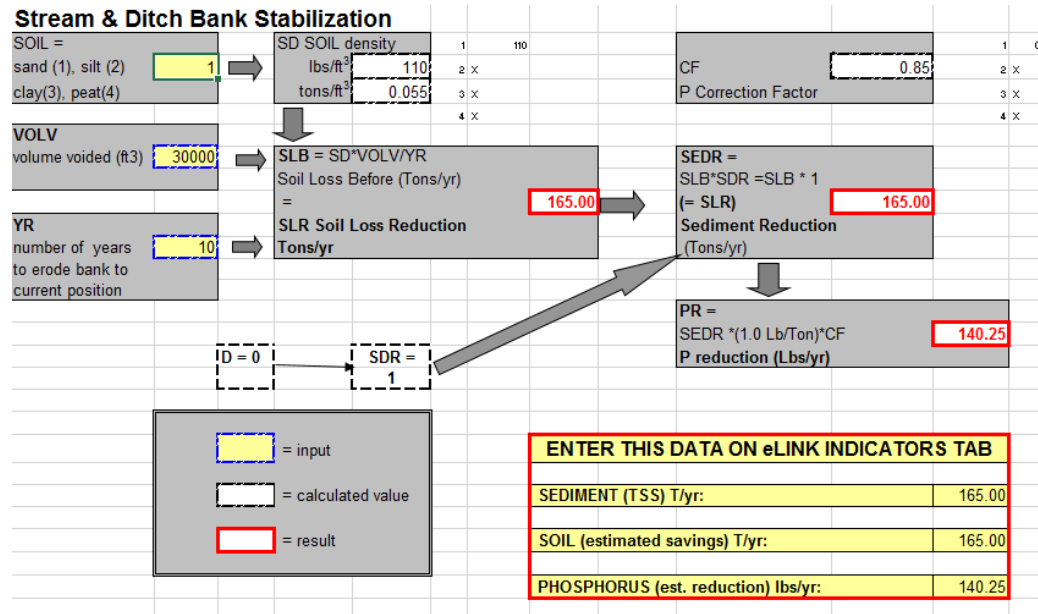 Stream & Ditch Bank Stabilization
SOIL =
sand (1), silt (2)
clay(3), peat(4)
1
SD SOIL density
lbs/ft3
110
tons/ft3
0.055
1 110
2 X
3 X
4 X
CF
0.85
P Correction Factor
1
2 X
3 X
4 X
VOLV
volume voided (ft3)
30000
SLB = SD*VOLV/YR
Soil Loss Before (Tons/yr)
=
165.00
SLR Soil Loss Reduction
Tons/yr
SEDR =
SLB*SDR =SLB * 1
(= SLR)
165.00
Sediment Reduction
(Tons/yr)
YR
number of years
10
to erode bank to
current position
PR =
SEDR *(1.0 Lb/Ton)*CF
140.25
P reduction (Lbs/yr)
D = 0
SDR =
1
= input
= calculated value
= result
ENTER THIS DATA ON eLINK INDICATORS TAB
SEDIMENT (TSS) T/yr: 165.00
SOIL (estimated savings) T/yr: 165.00
PHOSPHORUS (est. reduction) lbs/yr: 140.25